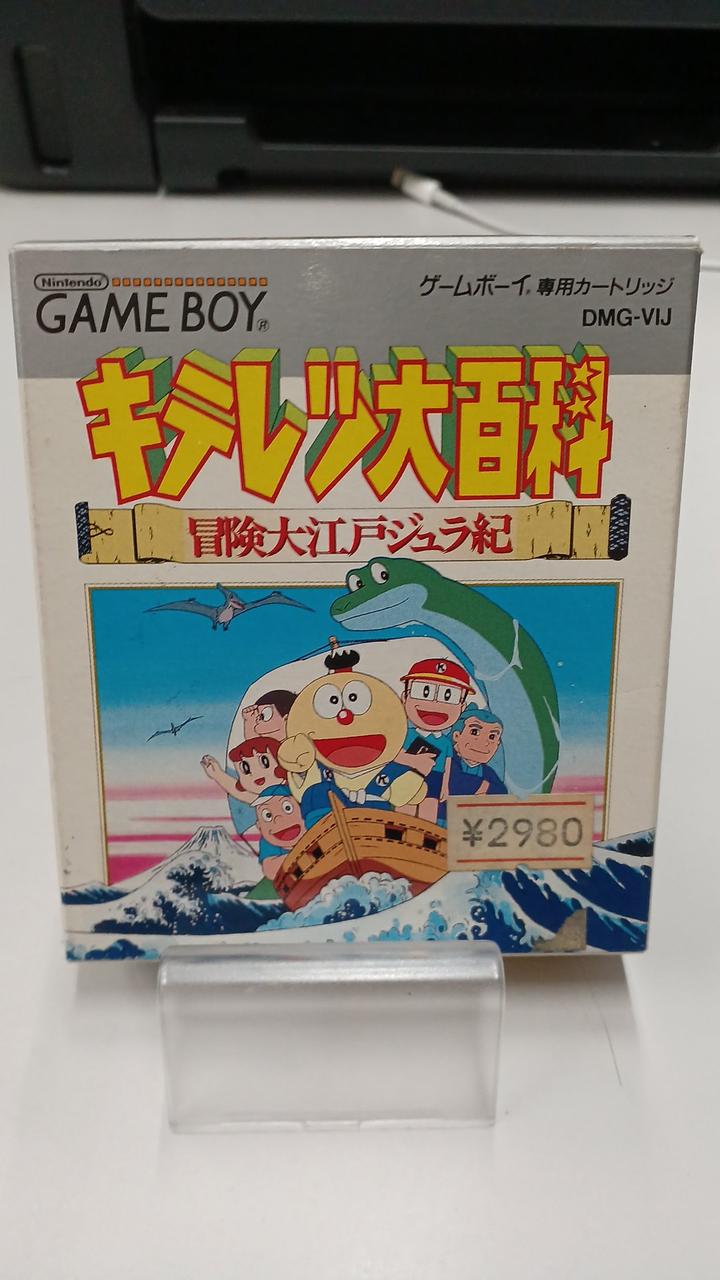 Nintendo
GAME BOY®
ゲームボーイ® 専用カートリッジ
DMG-VIJ
キテレツ大百科
冒険大江戸ジュラ紀
K
K
K
¥2980